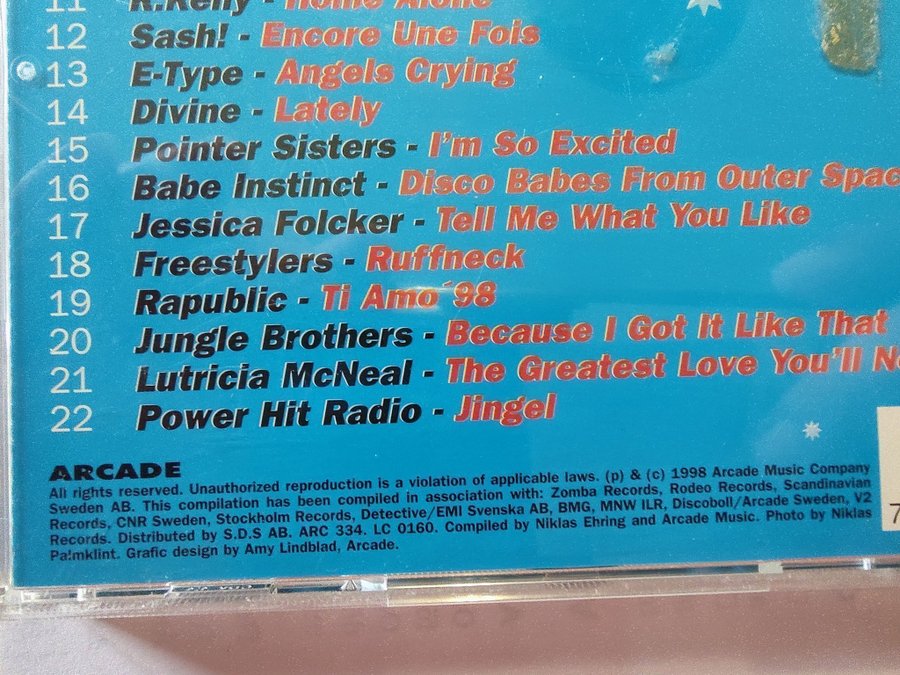 11 R.Kelly - Home Alone
12 Sash! - Encore Une Fois
13 E-Type - Angels Crying
14 Divine - Lately
15 Pointer Sisters - I'm So Excited
16 Babe Instinct - Disco Babes From Outer Spac
17 Jessica Folcker - Tell Me What You Like
18 Freestylers - Ruffneck
19 Rapublic - Ti Amo ´98
20 Jungle Brothers - Because I Got It Like That
21 Lutricia McNeal - The Greatest Love You'll N
22 Power Hit Radio - Jingel
ARCADE
All rights reserved. Unauthorized reproduction is a violation of applicable laws. (p) & (c) 1998 Arcade Music Company
Sweden AB. This compilation has been compiled in association with: Zomba Records, Rodeo Records, Scandinavian
Records, CNR Sweden, Stockholm Records, Detective/EMI Svenska AB, BMG, MNW ILR, Discoboll/Arcade Sweden, V2
Records. Distributed by S.D.S AB. ARC 334. LC 0160. Compiled by Niklas Ehring and Arcade Music. Photo by Niklas
Palmklint. Grafic design by Amy Lindblad, Arcade.
7